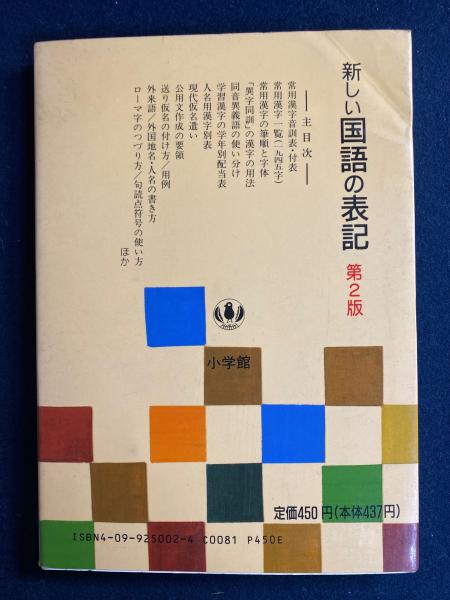 新しい国語の表記
第2版
主目次
常用漢字音訓表・付表
常用漢字一覧(一九四五字)
常用漢字の筆順と字体
「異字同訓」の漢字の用法
同音異義語の使い分け
学習漢字の学年別配当表
人名用漢字別表
現代仮名遣い
公用文作成の要領
送り仮名の付け方/用例
外来語/外国地名・人名の書き方
ローマ字のつづり方/句読点符号の使い方
ほか
小学館
定価450円(本体437円)
ISBN4-09-925002-4 C0081 P450E